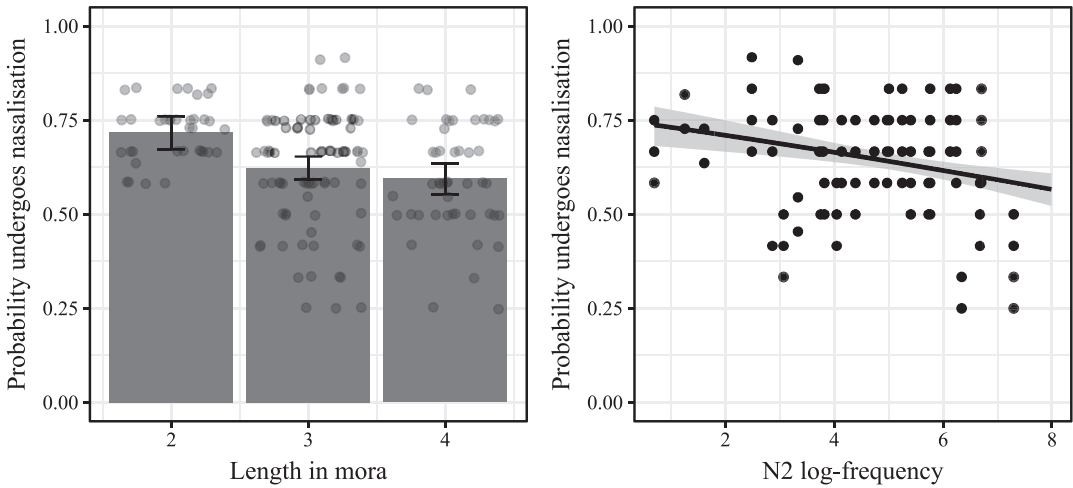 Probability undergoes nasalisation
1.00
0.75
0.50
0.25
0.00
2 3 4
Length in mora
Probability undergoes nasalisation
1.00
0.75
0.50
0.25
0.00
2 4 6 8
N2 log-frequency